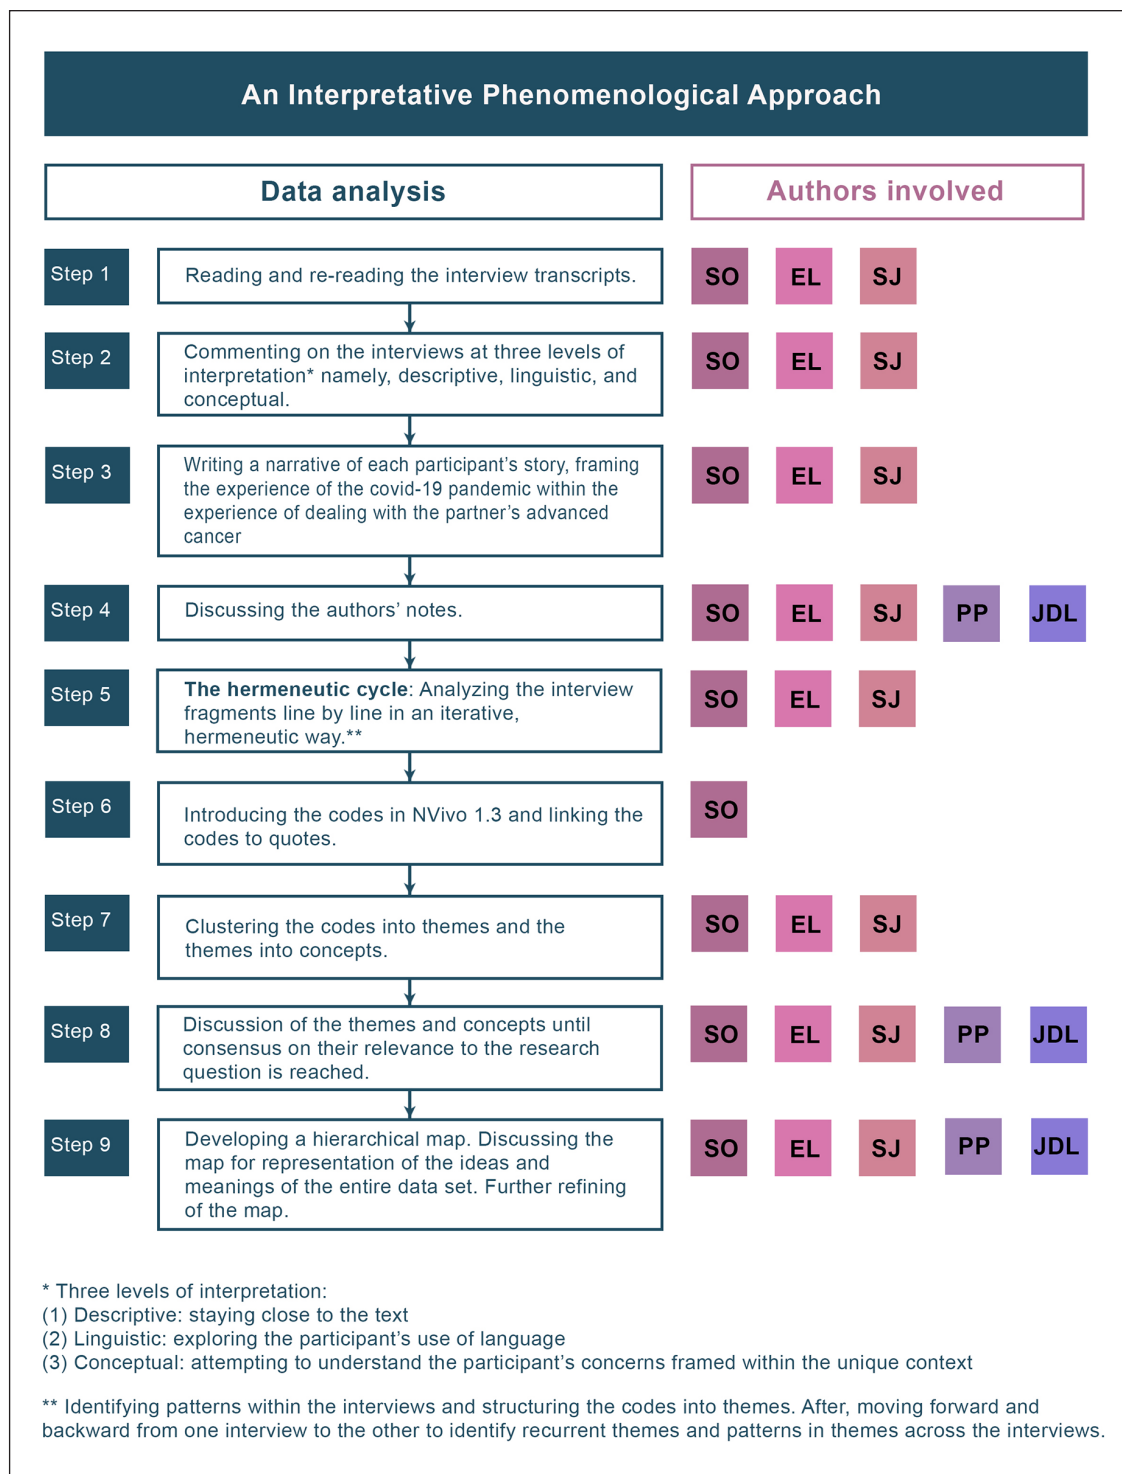 An Interpretative Phenomenological Approach
Data analysis
Authors involved
Step 1
Reading and re-reading the interview transcripts.
SO EL SJ
Step 2
Commenting on the interviews at three levels of
interpretation* namely, descriptive, linguistic, and
conceptual.
SO EL SJ
Step 3
Writing a narrative of each participant’s story, framing
the experience of the covid-19 pandemic within the
experience of dealing with the partner’s advanced
cancer
SO EL SJ
Step 4
Discussing the authors’ notes.
SO EL SJ PP JDL
Step 5
The hermeneutic cycle: Analyzing the interview
fragments line by line in an iterative,
hermeneutic way.**
SO EL SJ
Step 6
Introducing the codes in NVivo 1.3 and linking the
codes to quotes.
SO
Step 7
Clustering the codes into themes and the
themes into concepts.
SO EL SJ
Step 8
Discussion of the themes and concepts until
consensus on their relevance to the research
question is reached.
SO EL SJ PP JDL
Step 9
Developing a hierarchical map. Discussing the
map for representation of the ideas and
meanings of the entire data set. Further refining
of the map.
SO EL SJ PP JDL
* Three levels of interpretation:
(1) Descriptive: staying close to the text
(2) Linguistic: exploring the participant’s use of language
(3) Conceptual: attempting to understand the participant’s concerns framed within the unique context
** Identifying patterns within the interviews and structuring the codes into themes. After, moving forward and
backward from one interview to the other to identify recurrent themes and patterns in themes across the interviews.